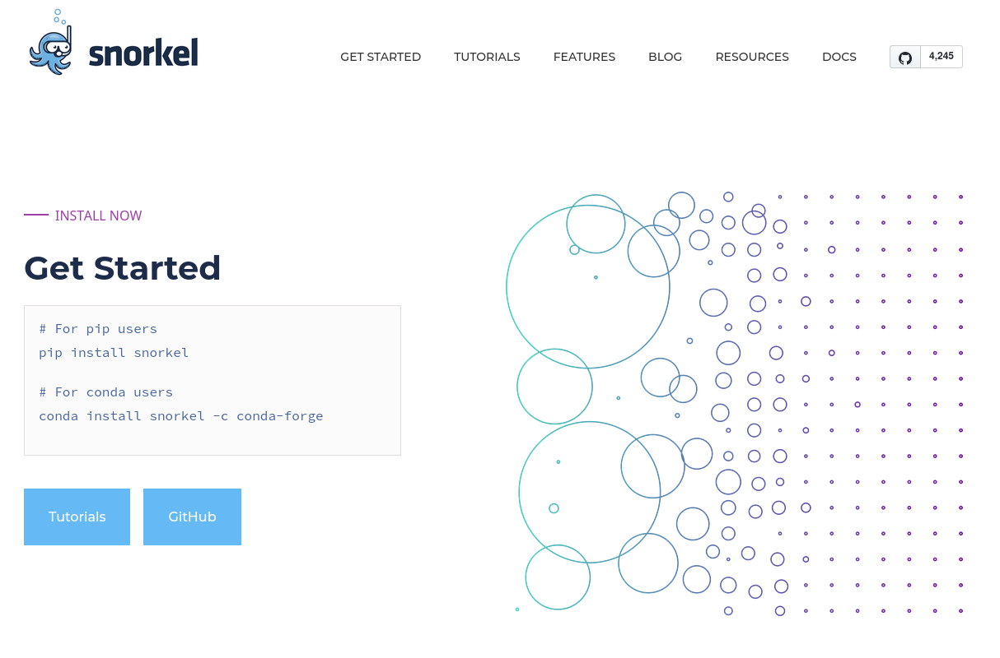 snorkel
GET STARTED TUTORIALS FEATURES BLOG RESOURCES DOCS 4,245
INSTALL NOW
Get Started
# For pip users
pip install snorkel
# For conda users
conda install snorkel -c conda-forge
Tutorials GitHub